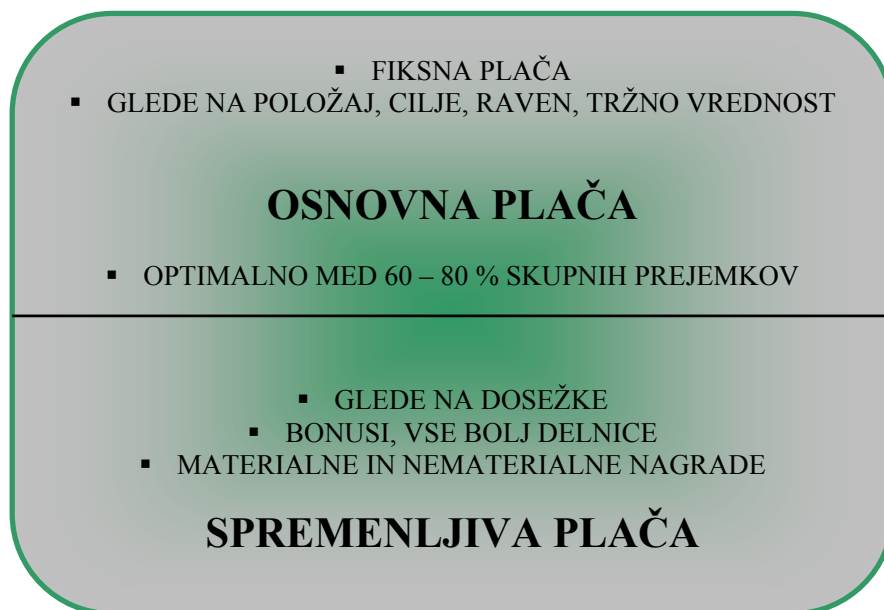 ▪ FIKSNA PLAČA
▪ GLEDE NA POLOŽAJ, CILJE, RAVEN, TRŽNO VREDNOST
OSNOVNA PLAČA
▪ OPTIMALNO MED 60 – 80 % SKUPNIH PREJEMKOV
▪ GLEDE NA DOSEŽKE
▪ BONUSI, VSE BOLJ DELNICE
▪ MATERIALNE IN NEMATERIALNE NAGRADE
SPREMENLJIVA PLAČA